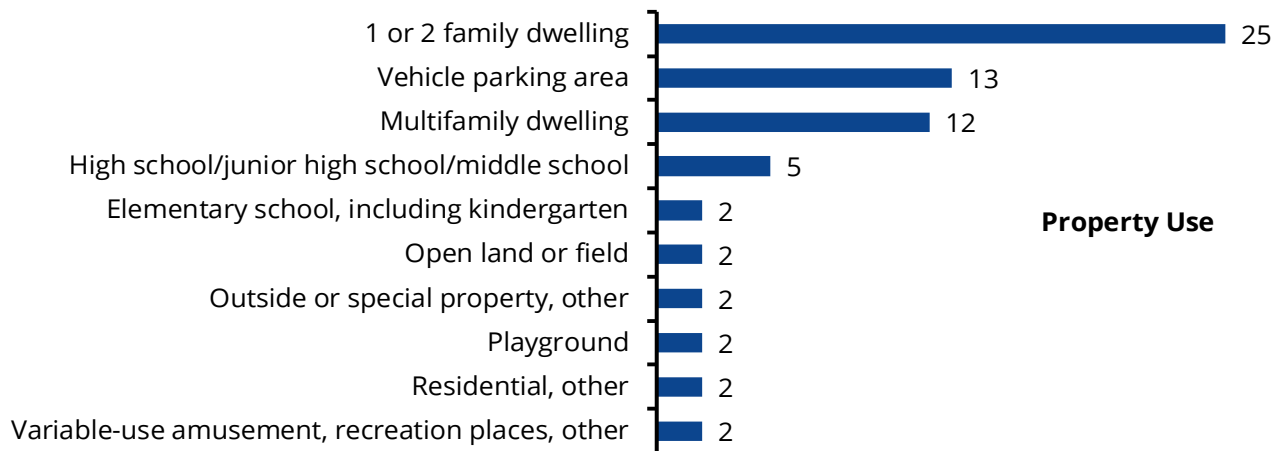 1 or 2 family dwelling 25
Vehicle parking area 13
Multifamily dwelling 12
High school/junior high school/middle school 5
Elementary school, including kindergarten 2
Property Use
Open land or field 2
Outside or special property, other 2
Playground 2
Residential, other 2
Variable-use amusement, recreation places, other 2